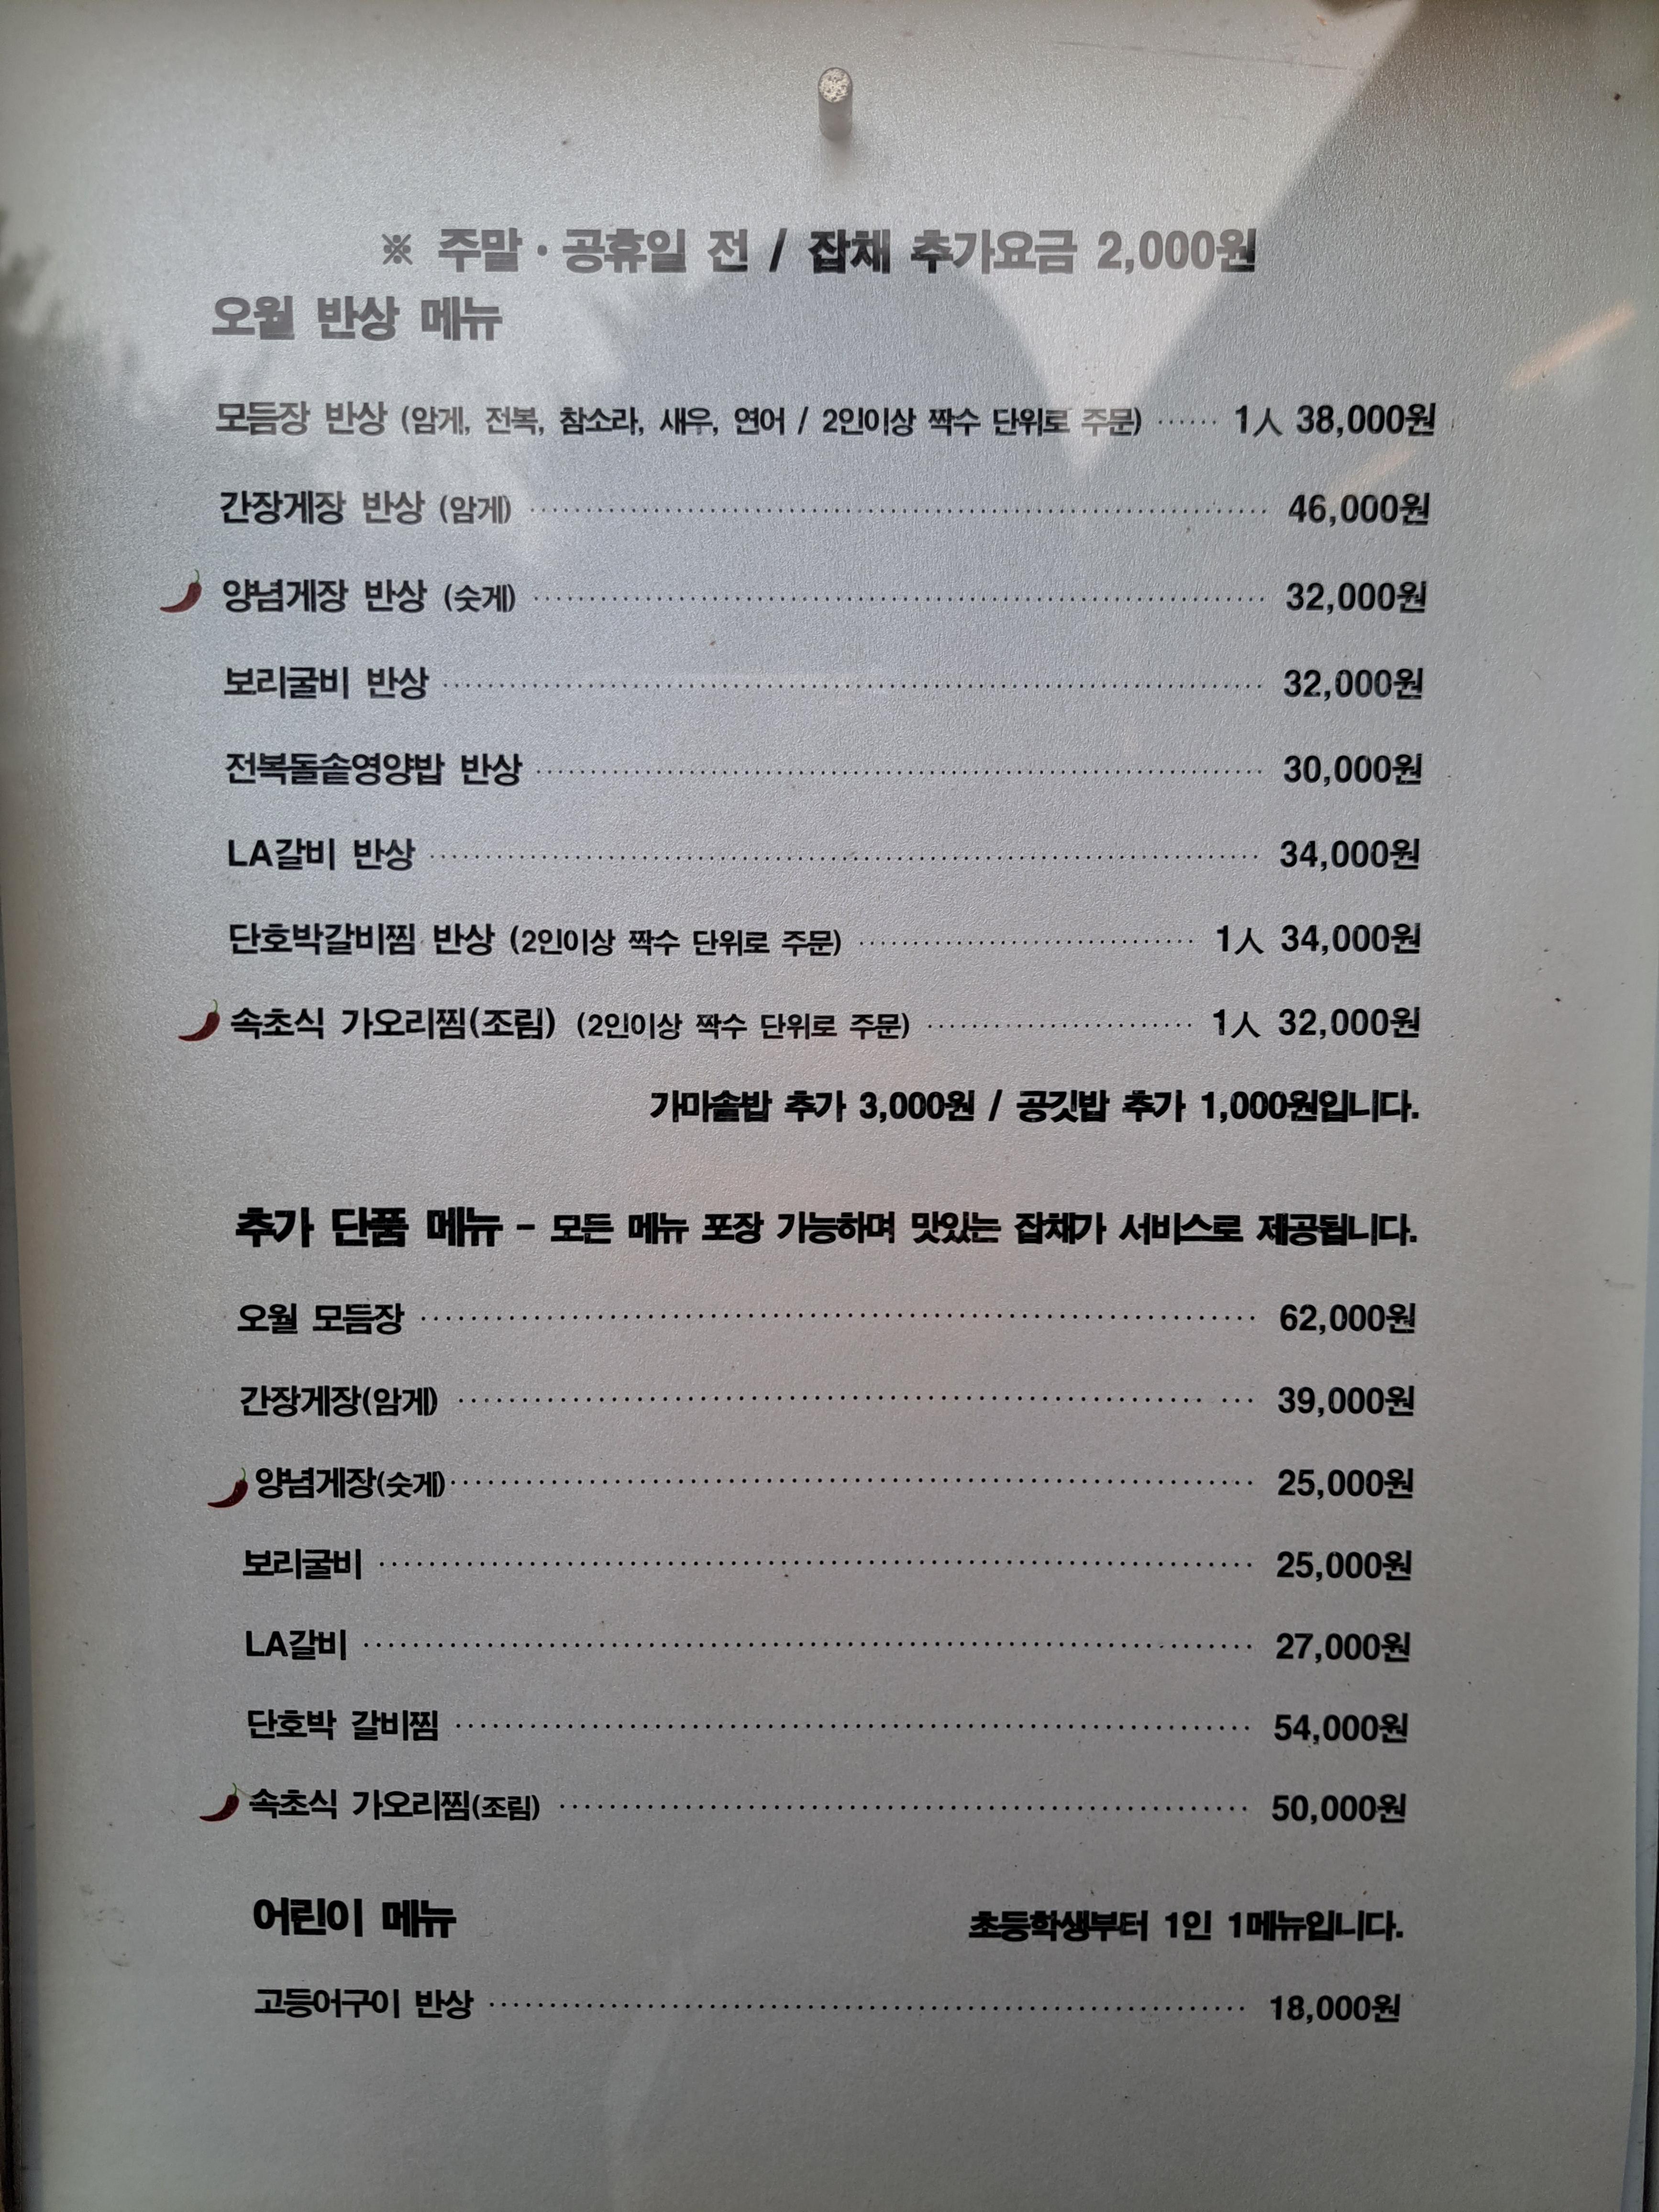 ※ 주말 · 공휴일 전 / 잡채 추가요금 2,000원
오월 반상 메뉴
모듬장 반상 (암게, 전복, 참소라, 새우, 연어 / 2인이상 짝수 단위로 주문) ······ 1人 38,000원
간장게장 반상 (암게) ······ 46,000원
양념게장 반상 (숫게) ······ 32,000원
보리굴비 반상 ······ 32,000원
전복돌솥영양밥 반상 ······ 30,000원
LA갈비 반상 ······ 34,000원
단호박갈비찜 반상 (2인이상 짝수 단위로 주문) ······ 1人 34,000원
속초식 가오리찜(조림) (2인이상 짝수 단위로 주문) ······ 1人 32,000원
가마솥밥 추가 3,000원 / 공깃밥 추가 1,000원입니다.
추가 단품 메뉴 - 모든 메뉴 포장 가능하며 맛있는 잡채가 서비스로 제공됩니다.
오월 모듬장 ······ 62,000원
간장게장(암게) ······ 39,000원
양념게장(숫게) ······ 25,000원
보리굴비 ······ 25,000원
LA갈비 ······ 27,000원
단호박 갈비찜 ······ 54,000원
속초식 가오리찜(조림) ······ 50,000원
어린이 메뉴 초등학생부터 1인 1메뉴입니다.
고등어구이 반상 ······ 18,000원